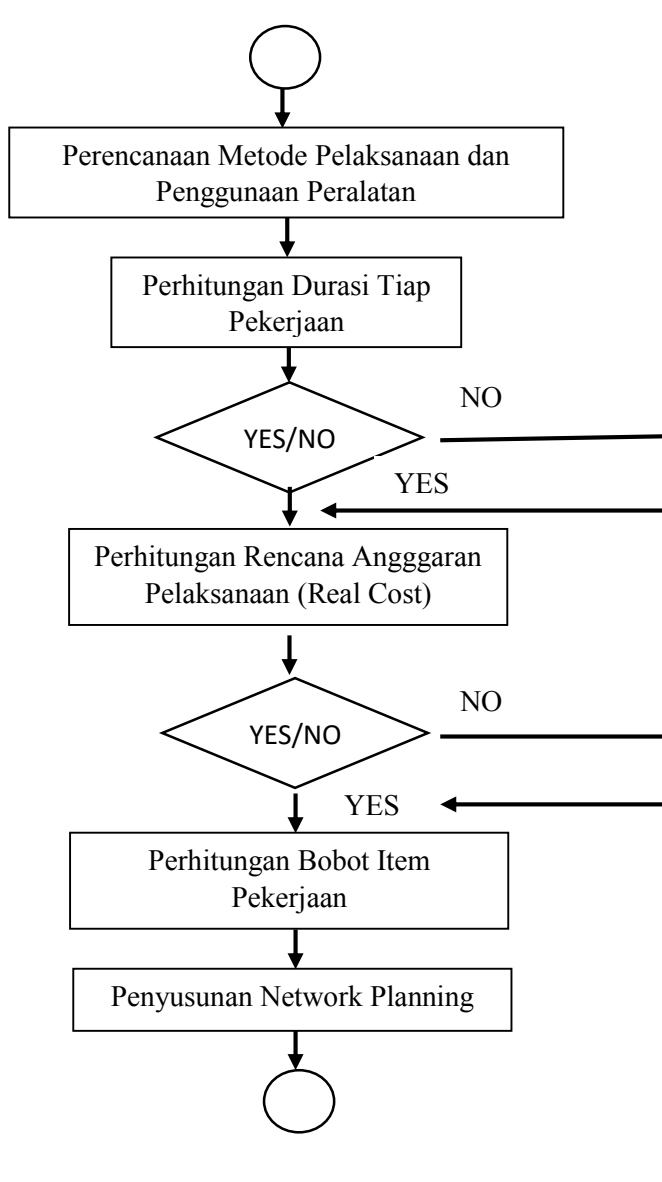 Perencanaan Metode Pelaksanaan dan
Penggunaan Peralatan
Perhitungan Durasi Tiap
Pekerjaan
NO
YES/NO
YES
Perhitungan Rencana Angggaran
Pelaksanaan (Real Cost)
NO
YES/NO
YES
Perhitungan Bobot Item
Pekerjaan
Penyusunan Network Planning